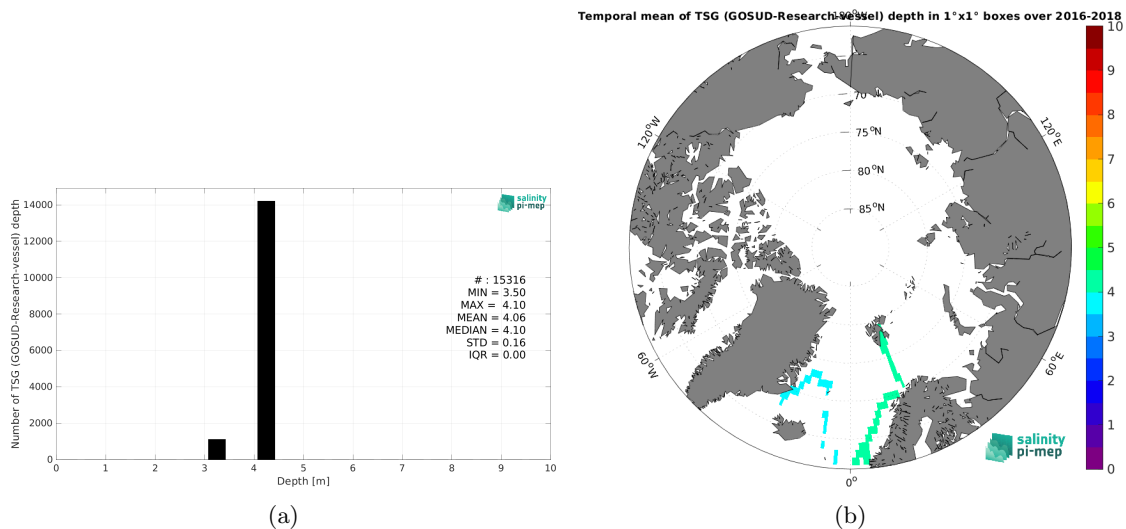 Number of TSG (GOSUD-Research-vessel) depth
14000
12000
10000
8000
6000
4000
2000
0
0 1 2 3 4 5 6 7 8 9 10
Depth [m]
salinity
pi-mep
# : 15316
MIN = 3.50
MAX = 4.10
MEAN = 4.06
MEDIAN = 4.10
STD = 0.16
IQR = 0.00
(a)
Temporal mean of TSG (GOSUD-Research-vessel) depth in 1°x1° boxes over 2016-2018
180°W
120°W
120°E
60°W
60°E
0°
70
75°N
80°N
85°N
salinity
pi-mep
10
9
8
7
6
5
4
3
2
1
0
(b)